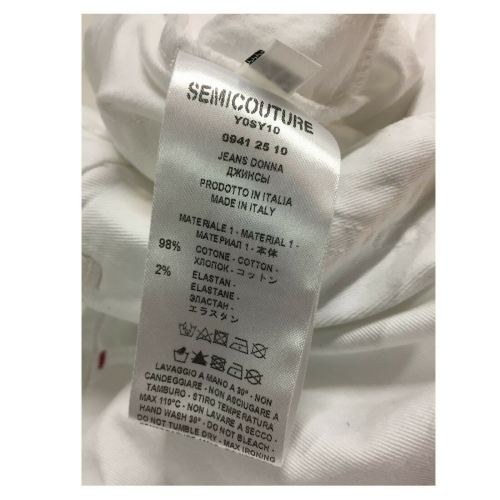 SEMICOUTURE
Y0SY10
0941 25 10
JEANS DONNA
ДЖИНСЫ
PRODOTTO IN ITALIA
MADE IN ITALY
MATERIALE 1 - MATERIAL 1 -
МАТЕРИАЛ 1 - 本体
98% COTONE - COTTON -
ХЛОПОК - コットン
2% ELASTAN -
ELASTANE -
ЭЛАСТАН -
エラスタン
LAVAGGIO A MANO A 30° - NON
CANDEGGIARE - NON ASCIUGARE A
TAMBURO - STIRO TEMPERATURA
MAX 110°C - NON LAVARE A SECCO -
HAND WASH 30° - DO NOT BLEACH -
DO NOT TUMBLE DRY - MAX IRONING